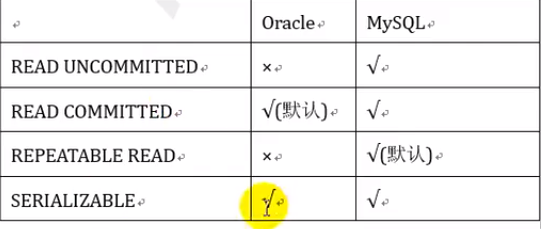 Oracle MySQL
READ UNCOMMITTED × √
READ COMMITTED √(默认) √
REPEATABLE READ × √(默认)
SERIALIZABLE √ √